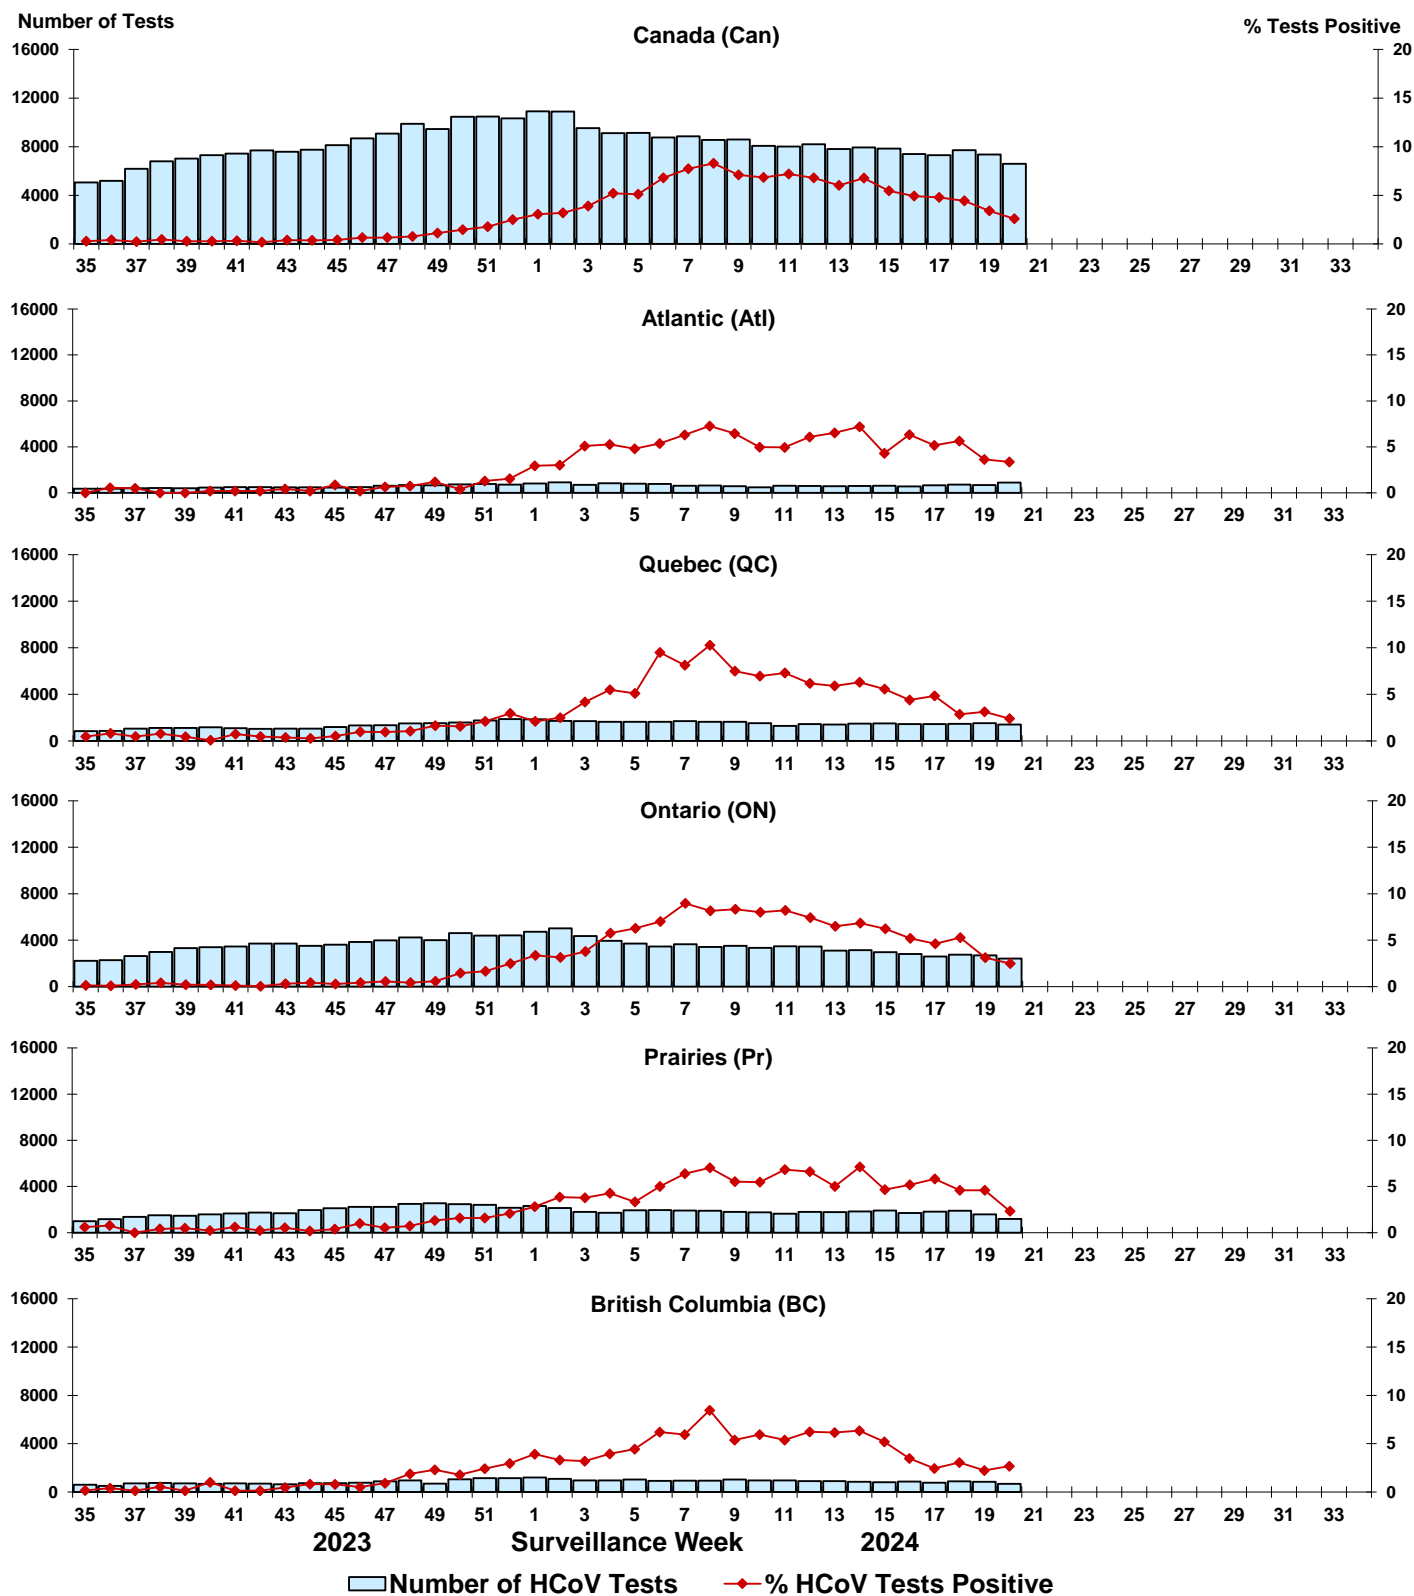 Number of Tests
Canada (Can)
% Tests Positive
16000 20
12000 15
8000 10
4000 5
0 0
35 37 39 41 43 45 47 49 51 1 3 5 7 9 11 13 15 17 19 21 23 25 27 29 31 33
Atlantic (Atl)
16000 20
12000 15
8000 10
4000 5
0 0
35 37 39 41 43 45 47 49 51 1 3 5 7 9 11 13 15 17 19 21 23 25 27 29 31 33
Quebec (QC)
16000 20
12000 15
8000 10
4000 5
0 0
35 37 39 41 43 45 47 49 51 1 3 5 7 9 11 13 15 17 19 21 23 25 27 29 31 33
Ontario (ON)
16000 20
12000 15
8000 10
4000 5
0 0
35 37 39 41 43 45 47 49 51 1 3 5 7 9 11 13 15 17 19 21 23 25 27 29 31 33
Prairies (Pr)
16000 20
12000 15
8000 10
4000 5
0 0
35 37 39 41 43 45 47 49 51 1 3 5 7 9 11 13 15 17 19 21 23 25 27 29 31 33
British Columbia (BC)
16000 20
12000 15
8000 10
4000 5
0 0
35 37 39 41 43 45 47 49 51 1 3 5 7 9 11 13 15 17 19 21 23 25 27 29 31 33
2023 Surveillance Week 2024
Number of HCoV Tests % HCoV Tests Positive